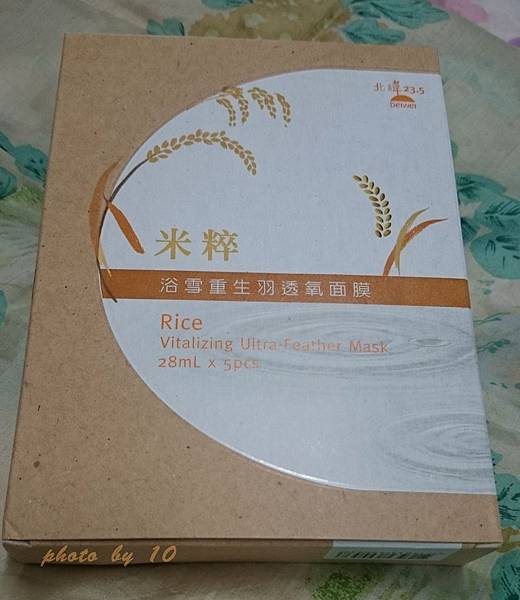 北緯23.5
beiwei
米粹
浴雪重生羽透氧面膜
Rice
Vitalizing Ultra-Feather Mask
28mL x 5pcs
photo by 10